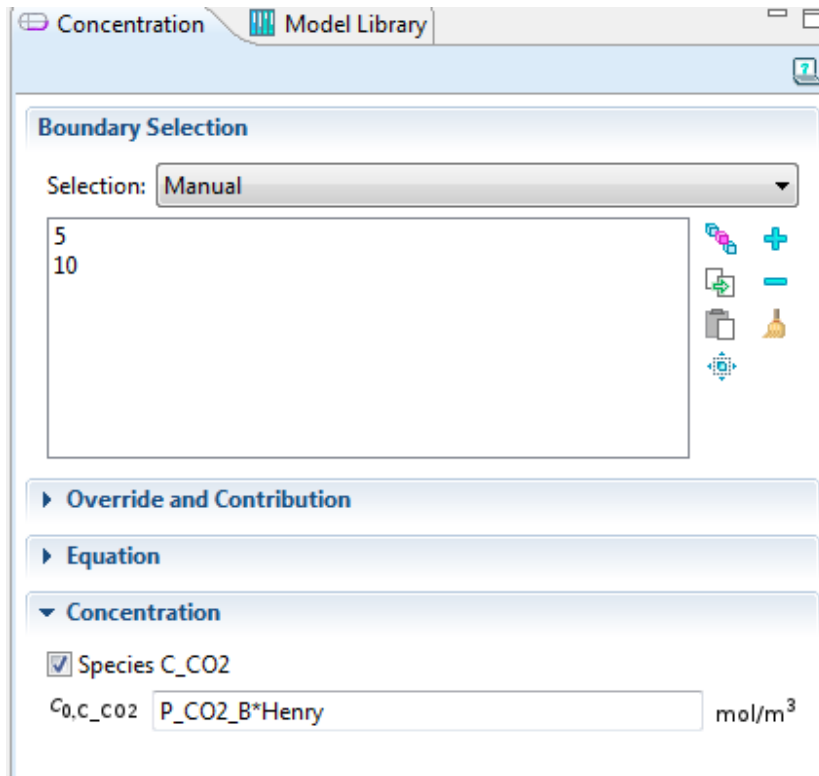 Concentration Model Library
?
Boundary Selection
Selection: Manual
5
10
Override and Contribution
Equation
Concentration
Species C_CO2
c0,C_CO2 P_CO2_B*Henry mol/m³